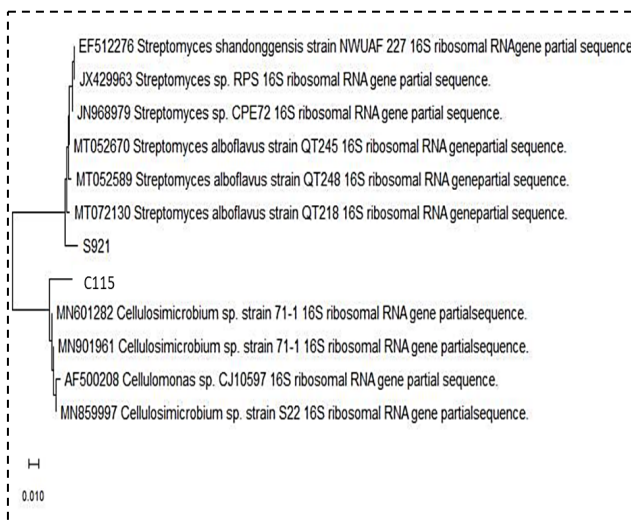 EF512276 Streptomyces shandonggensis strain NWUAF 227 16S ribosomal RNAgene partial sequence
JX429963 Streptomyces sp. RPS 16S ribosomal RNA gene partial sequence.
JN968979 Streptomyces sp. CPE72 16S ribosomal RNA gene partial sequence.
MT052670 Streptomyces alboflavus strain QT245 16S ribosomal RNA genepartial sequence.
MT052589 Streptomyces alboflavus strain QT248 16S ribosomal RNA genepartial sequence.
MT072130 Streptomyces alboflavus strain QT218 16S ribosomal RNA genepartial sequence.
S921
C115
MN601282 Cellulosimicrobium sp. strain 71-1 16S ribosomal RNA gene partialsequence.
MN901961 Cellulosimicrobium sp. strain 71-1 16S ribosomal RNA gene partialsequence.
AF500208 Cellulomonas sp. CJ10597 16S ribosomal RNA gene partial sequence.
MN859997 Cellulosimicrobium sp. strain S22 16S ribosomal RNA gene partialsequence.
0.010